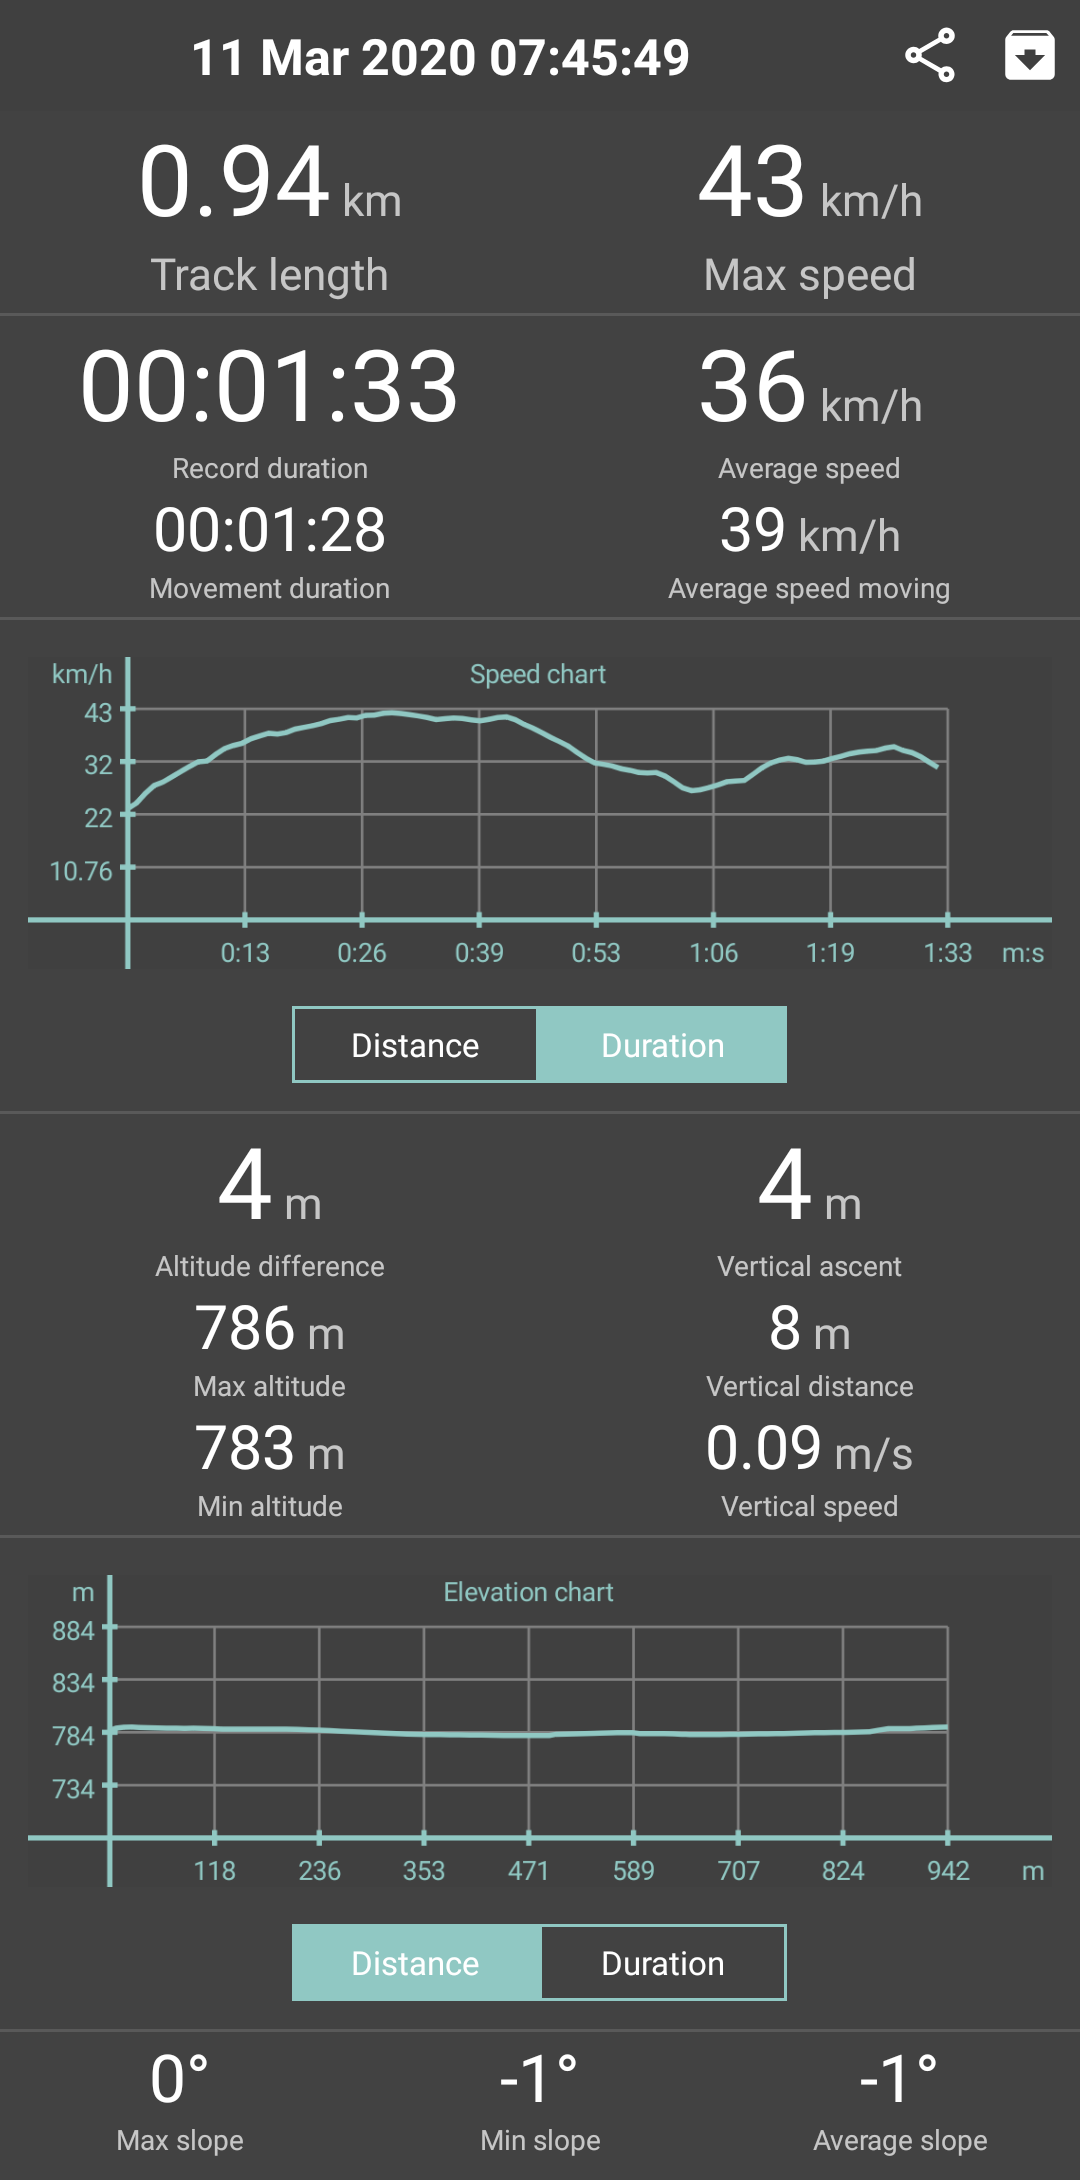 11 Mar 2020 07:45:49
0.94 km
43 km/h
Track length
Max speed
00:01:33
36 km/h
Record duration
Average speed
00:01:28
39 km/h
Movement duration
Average speed moving
km/h
Speed chart
43
32
22
10.76
0:13 0:26 0:39 0:53 1:06 1:19 1:33 m:s
Distance Duration
4 m
4 m
Altitude difference
Vertical ascent
786 m
8 m
Max altitude
Vertical distance
783 m
0.09 m/s
Min altitude
Vertical speed
m
Elevation chart
884
834
784
734
118 236 353 471 589 707 824 942 m
Distance Duration
0° -1° -1°
Max slope Min slope Average slope